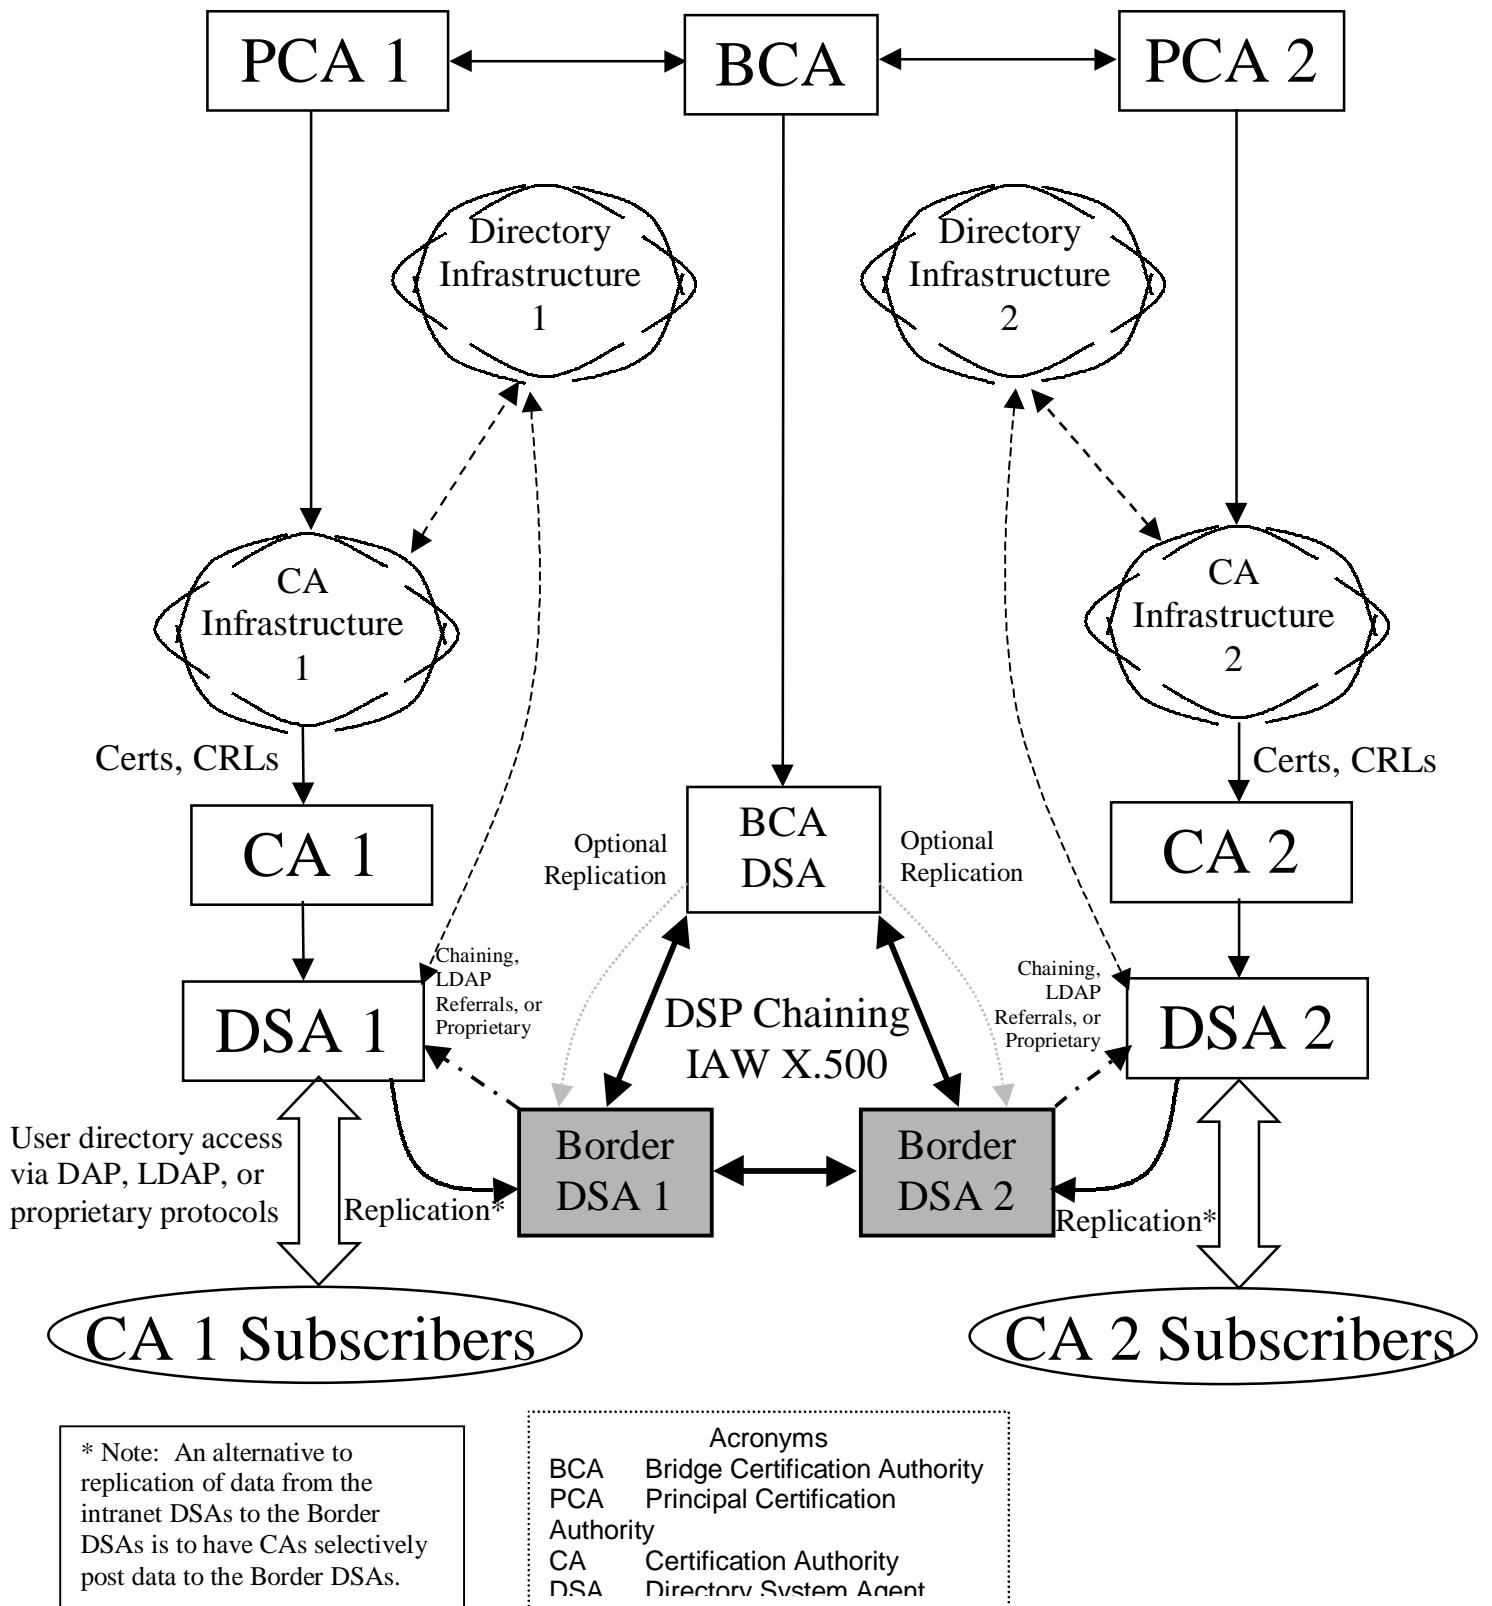 PCA 1
BCA
PCA 2
Directory
Infrastructure
1
Directory
Infrastructure
2
CA
Infrastructure
1
CA
Infrastructure
2
Certs, CRLs
Certs, CRLs
CA 1
Optional
Replication
BCA
DSA
Optional
Replication
CA 2
DSA 1
Chaining,
LDAP
Referrals, or
Proprietary
DSP Chaining
IAW X.500
Chaining,
LDAP
Referrals, or
Proprietary
DSA 2
User directory access
via DAP, LDAP, or
proprietary protocols
Replication*
Border
DSA 1
Border
DSA 2
Replication*
CA 1 Subscribers
CA 2 Subscribers
* Note: An alternative to
replication of data from the
intranet DSAs to the Border
DSAs is to have CAs selectively
post data to the Border DSAs.
Acronyms
BCA Bridge Certification Authority
PCA Principal Certification
Authority
CA Certification Authority
DSA Directory System Agent